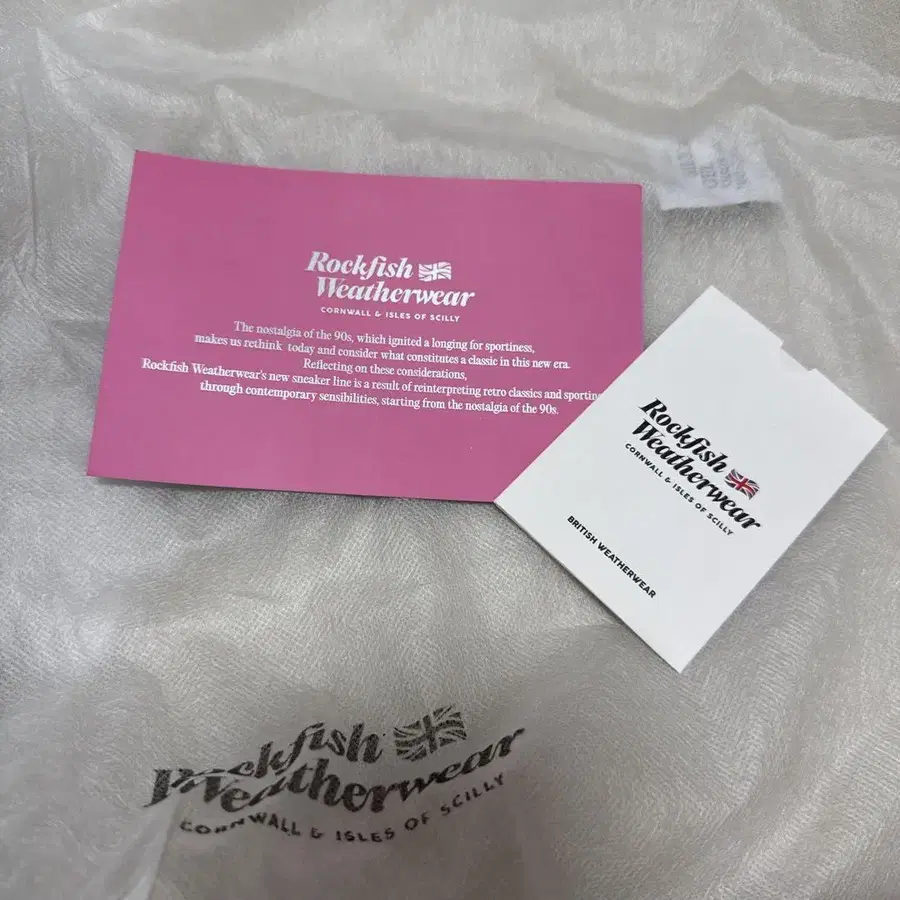 Rockfish
Weatherwear
CORNWALL & ISLES OF SCILLY
The nostalgia of the 90s, which ignited a longing for sportiness,
makes us rethink today and consider what constitutes a classic in this new era.
Reflecting on these considerations,
Rockfish Weatherwear's new sneaker line is a result of reinterpreting retro classics and
through contemporary sensibilities, starting from the nostalgia of the 90s.
Rockfish
Weatherwear
CORNWALL & ISLES OF SCILLY
BRITISH WEATHERWEAR
Rockfish
Weatherwear
CORNWALL & ISLES OF SCILLY